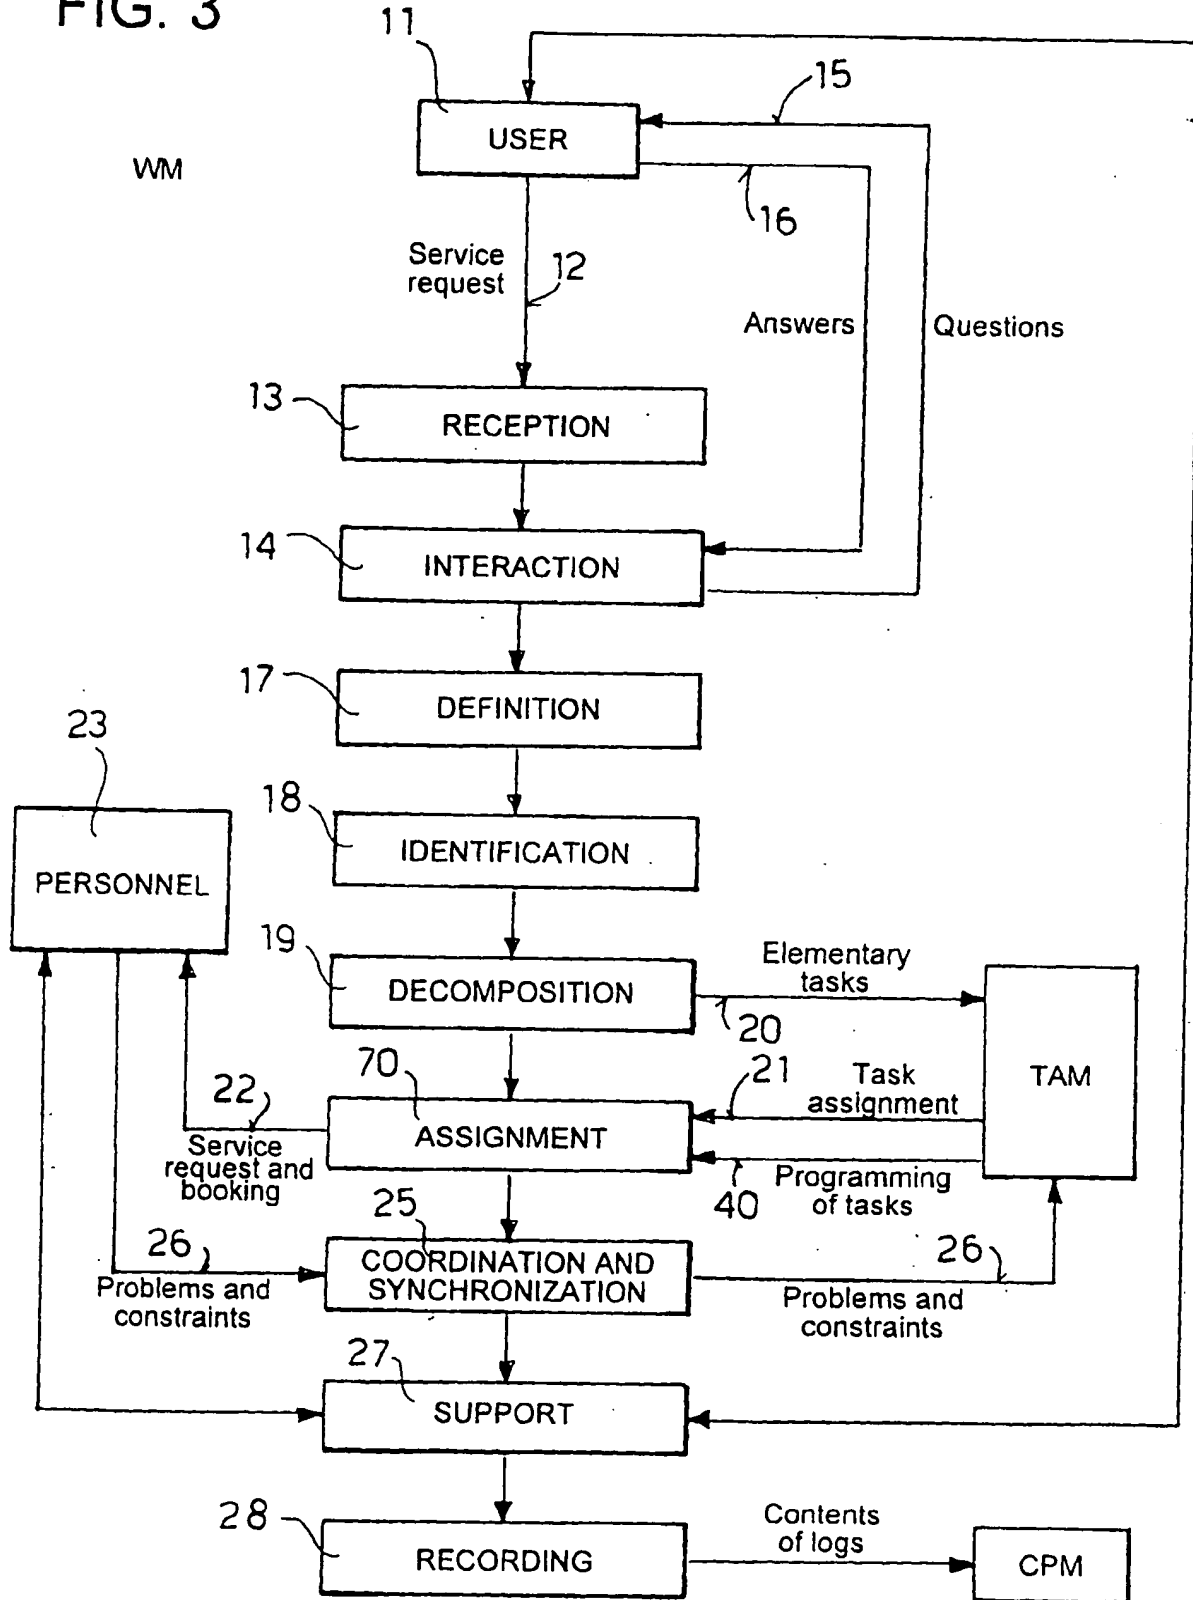 FIG. 3
11
15
USER
WM
16
Service
request
12
Answers
Questions
13
RECEPTION
14
INTERACTION
17
DEFINITION
23
18
PERSONNEL
IDENTIFICATION
19
Elementary
tasks
DECOMPOSITION
20
70
21
Task
assignment
TAM
22
ASSIGNMENT
Service
request and
booking
40
Programming
of tasks
25
26
COORDINATION AND
SYNCHRONIZATION
26
Problems and
constraints
Problems and
constraints
27
SUPPORT
28
Contents
of logs
RECORDING
CPM